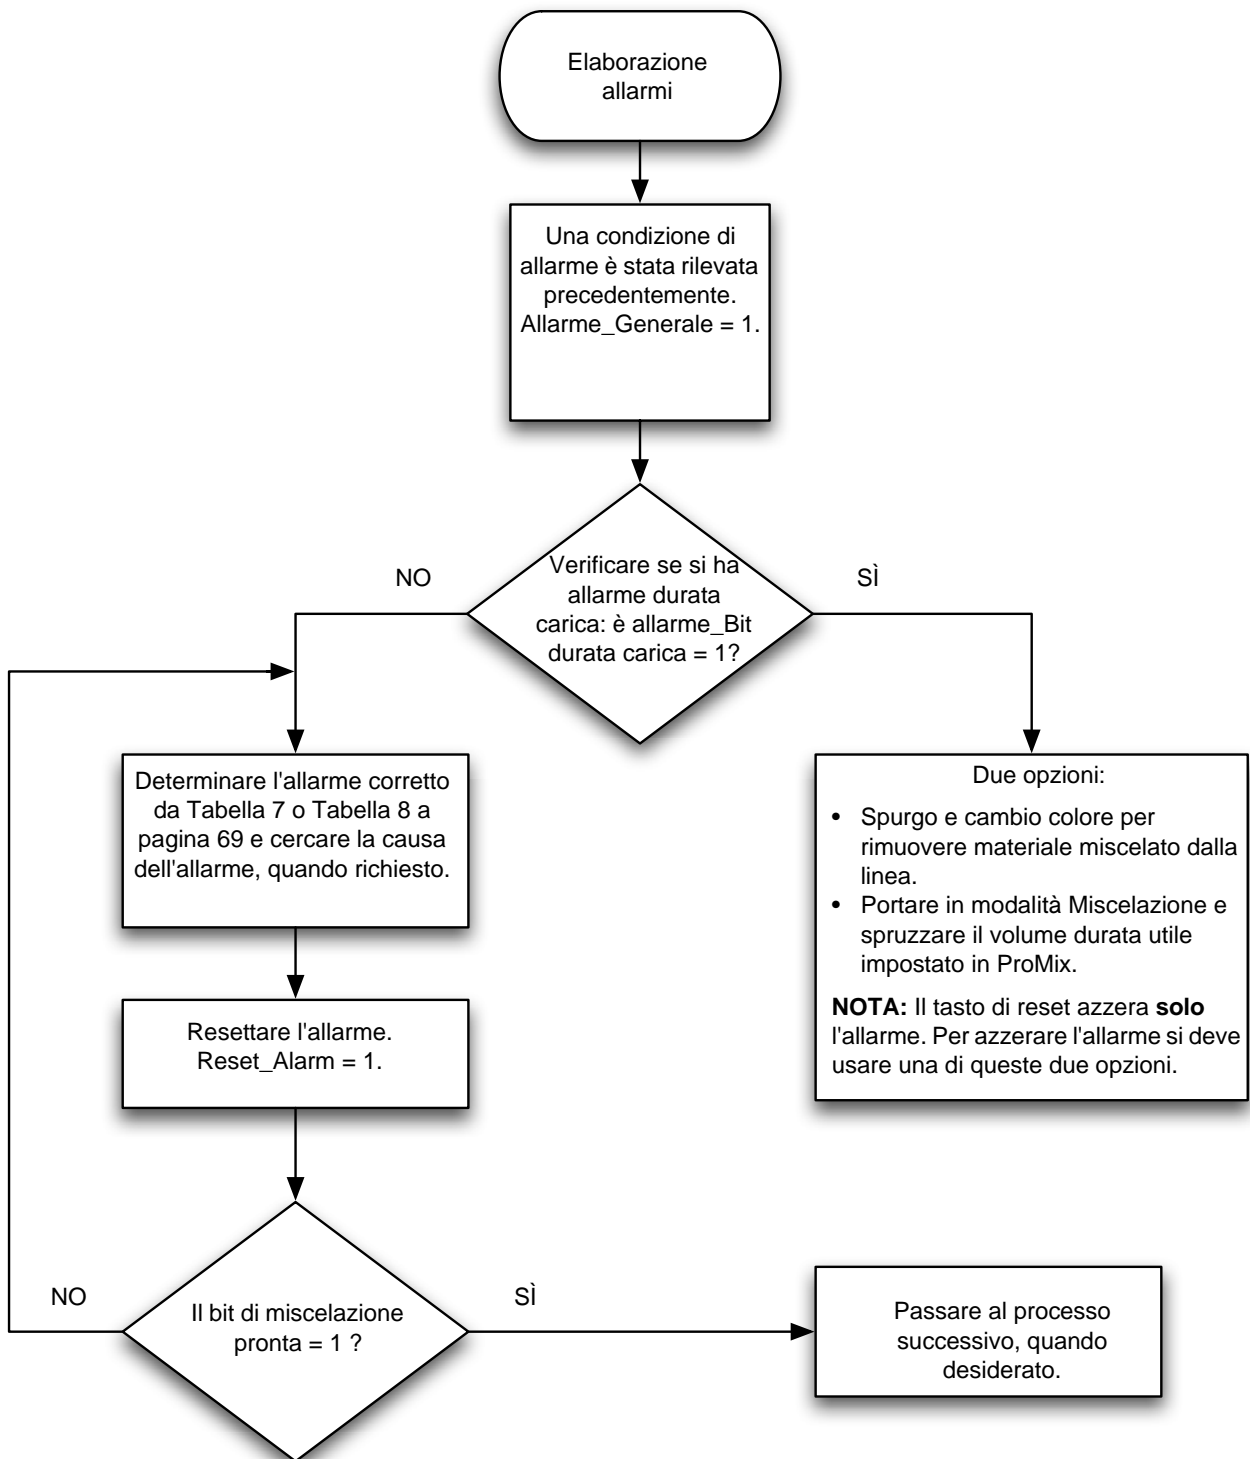 Elaborazione
allarmi
Una condizione di
allarme è stata rilevata
precedentemente.
Allarme_Generale = 1.
Verificare se si ha
allarme durata
carica: è allarme_Bit
durata carica = 1?
NO
SÌ
Determinare l'allarme corretto
da Tabella 7 o Tabella 8 a
pagina 69 e cercare la causa
dell'allarme, quando richiesto.
Due opzioni:
• Spurgo e cambio colore per
rimuovere materiale miscelato dalla
linea.
• Portare in modalità Miscelazione e
spruzzare il volume durata utile
impostato in ProMix.
NOTA: Il tasto di reset azzera solo
l'allarme. Per azzerare l'allarme si deve
usare una di queste due opzioni.
Resettare l'allarme.
Reset_Alarm = 1.
Il bit di miscelazione
pronta = 1 ?
NO
SÌ
Passare al processo
successivo, quando
desiderato.